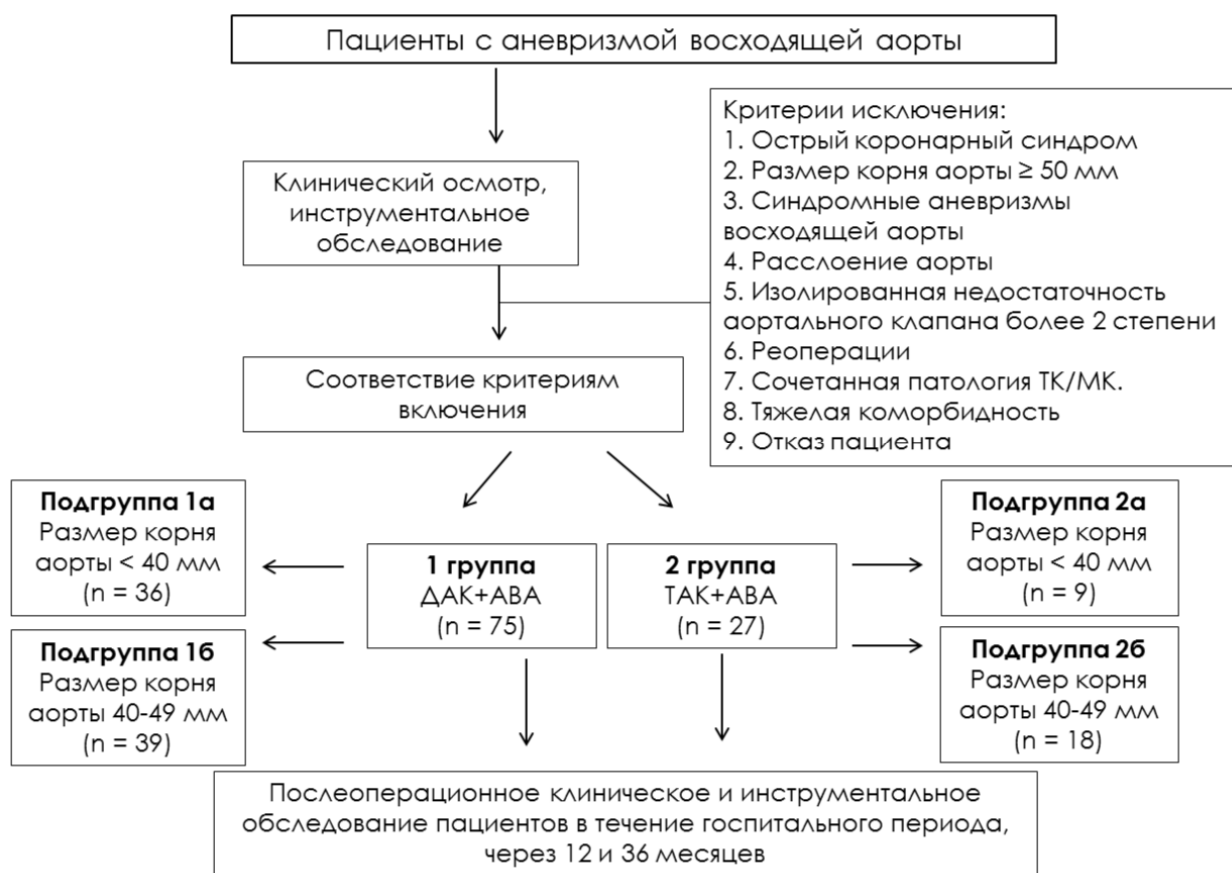 Пациенты с аневризмой восходящей аорты
Критерии исключения:
1. Острый коронарный синдром
2. Размер корня аорты ≥ 50 мм
3. Синдромные аневризмы
восходящей аорты
4. Расслоение аорты
5. Изолированная недостаточность
аортального клапана более 2 степени
6. Реоперации
7. Сочетанная патология ТК/МК.
8. Тяжелая коморбидность
9. Отказ пациента
Клинический осмотр,
инструментальное
обследование
Соответствие критериям
включения
Подгруппа 1а
Размер корня
аорты < 40 мм
(n = 36)
Подгруппа 1б
Размер корня
аорты 40-49 мм
(n = 39)
1 группа
ДАК+АВА
(n = 75)
2 группа
ТАК+АВА
(n = 27)
Подгруппа 2а
Размер корня
аорты < 40 мм
(n = 9)
Подгруппа 2б
Размер корня
аорты 40-49 мм
(n = 18)
Послеоперационное клиническое и инструментальное
обследование пациентов в течение госпитального периода,
через 12 и 36 месяцев